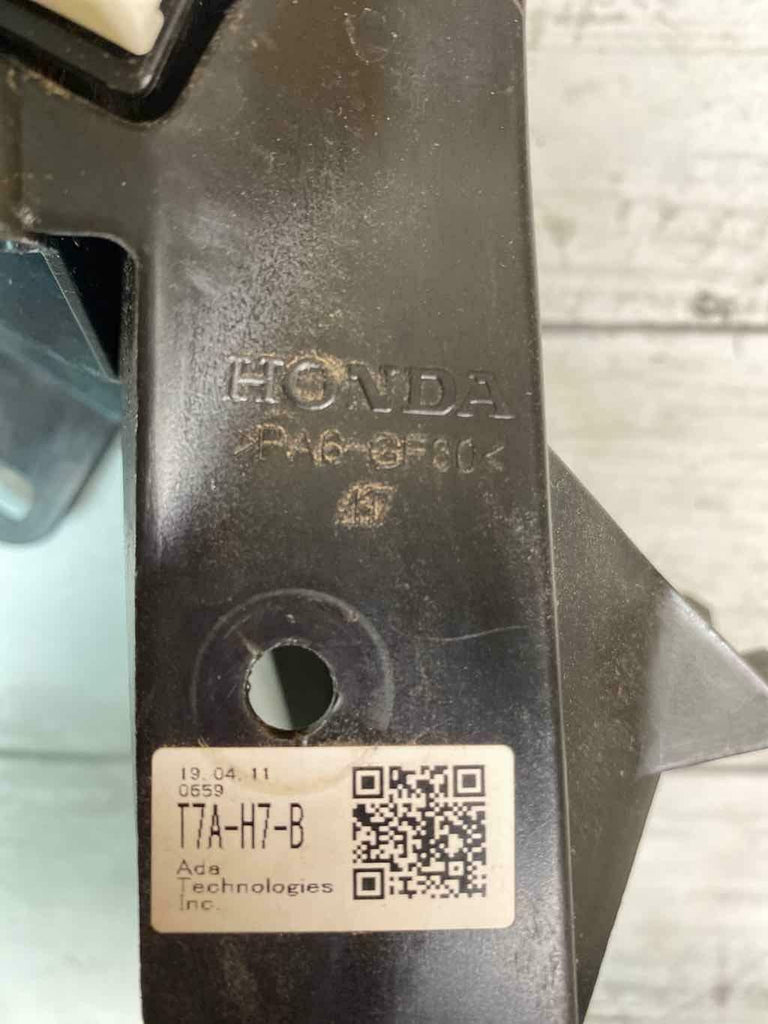 HONDA
>PA6-GF30<
19. 04. 11
0659
T7A-H7-B
Ada
Technologies
Inc.